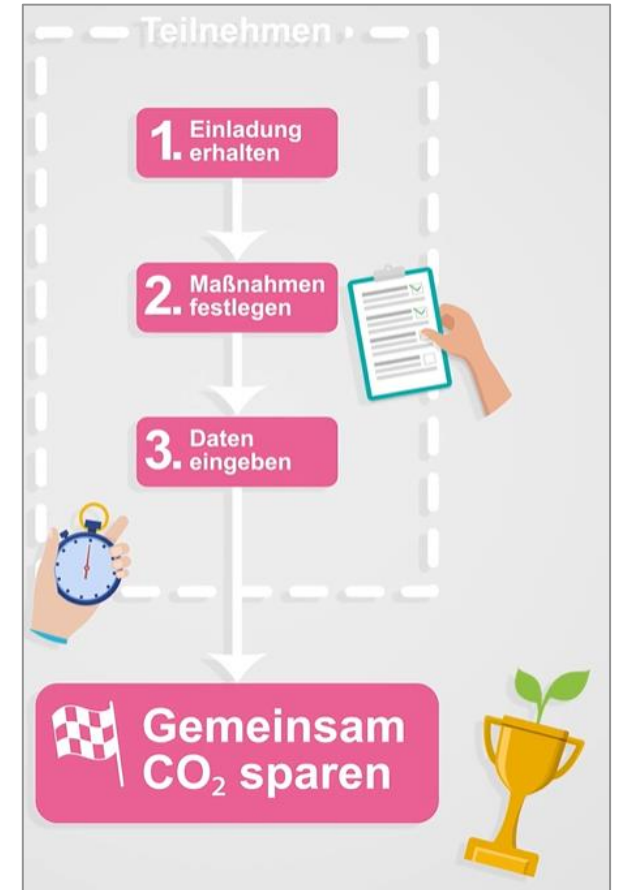 Teilnehmen
1. Einladung
erhalten
2. Maßnahmen
festlegen
3. Daten
eingeben
Gemeinsam
CO₂ sparen